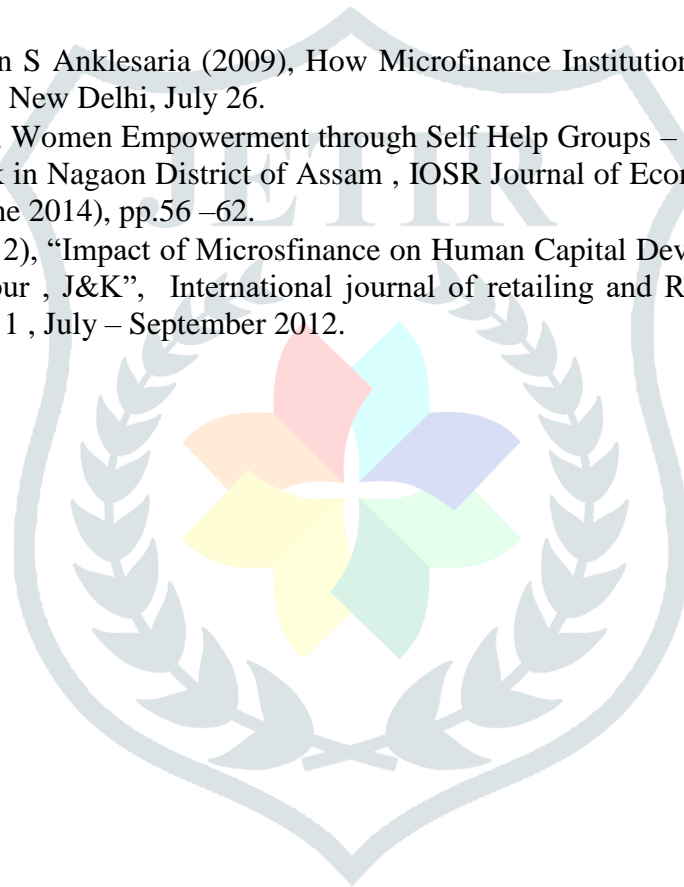 n S Anklesaria (2009), How Microfinance Institution
New Delhi, July 26.
Women Empowerment through Self Help Groups –
k in Nagaon District of Assam , IOSR Journal of Econ
ne 2014), pp.56 –62.
2), “Impact of Microsfinance on Human Capital Dev
our , J&K”, International journal of retailing and R
1 , July – September 2012.
JETIR